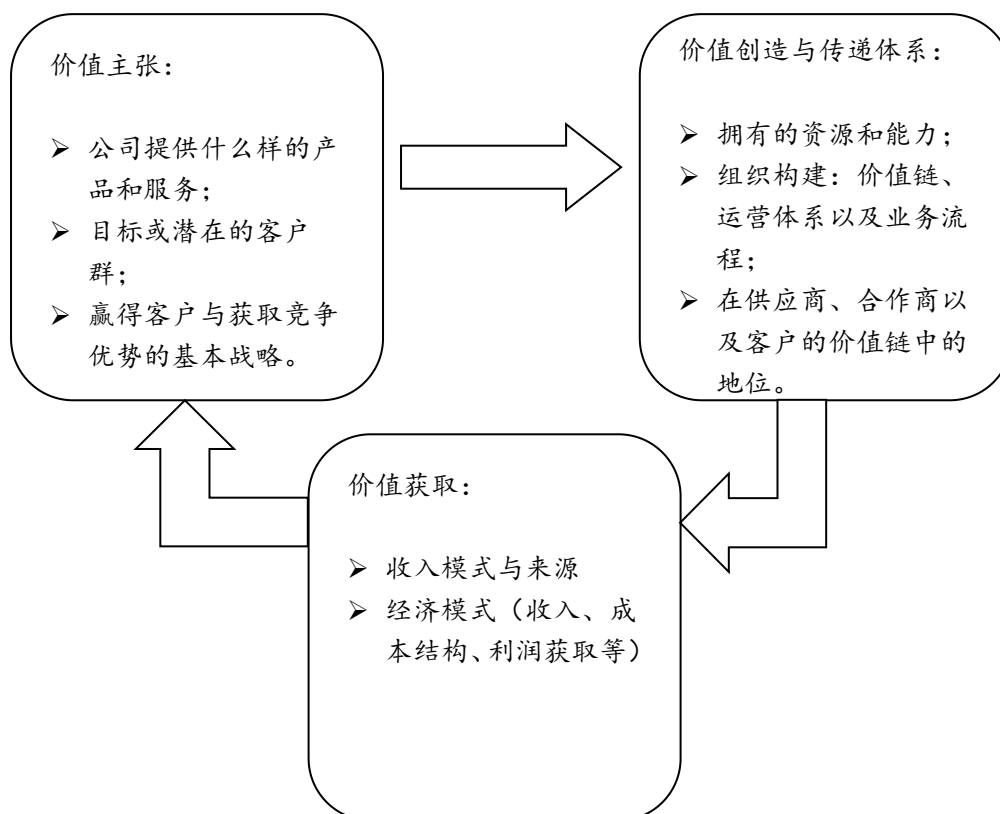 价值主张：
➢ 公司提供什么样的产
品和服务；
➢ 目标或潜在的客户
群；
➢ 赢得客户与获取竞争
优势的基本战略。
价值创造与传递体系：
➢ 拥有的资源和能力；
➢ 组织构建：价值链、
运营体系以及业务流
程；
➢ 在供应商、合作商以
及客户的价值链中的
地位。
价值获取：
➢ 收入模式与来源
➢ 经济模式（收入、成
本结构、利润获取等）